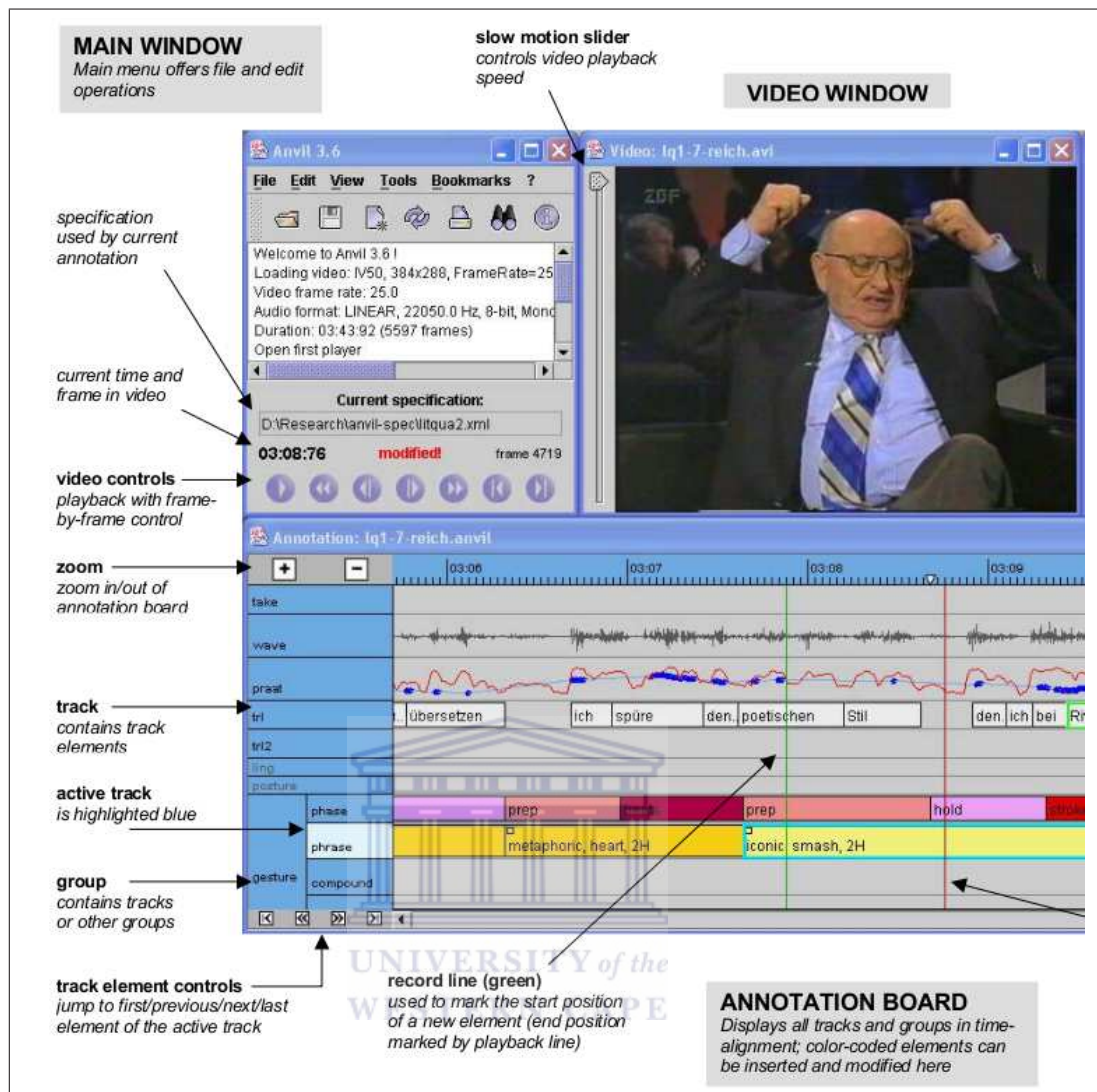 MAIN WINDOW
Main menu offers file and edit
operations
slow motion slider
controls video playback
speed
VIDEO WINDOW
specification
used by current
annotation
current time and
frame in video
video controls
playback with frame-
by-frame control
zoom
zoom in/out of
annotation board
track
contains track
elements
active track
is highlighted blue
group
contains tracks
or other groups
track element controls
jump to first/previous/next/last
element of the active track
Anvil 3.6
File Edit View Tools Bookmarks ?
Welcome to Anvil 3.6 !
Loading video: IV50, 384x288, FrameRate=25
Video frame rate: 25.0
Audio format: LINEAR, 22050.0 Hz, 8-bit, Mono
Duration: 03:43:92 (5597 frames)
Open first player
Current specification:
D:\Research\anvil-spec\litqua2.xml
03:08:76 modified! frame 4719
Video: lq1-7-reich.avi
ZDF
Annotation: lq1-7-reich.anvil
+ -
03:06 03:07 03:08 03:09
take
wave
praat
trl
übersetzen ich spüre den.. poetischen Stil den.. ich bei
trl2
ling
posture
gesture
phase prep prep hold stroke
phrase metaphoric, heart, 2H iconic, smash, 2H
compound
UNIVERSITY of the
WESTERN CAPE
record line (green)
used to mark the start position
of a new element (end position
marked by playback line)
ANNOTATION BOARD
Displays all tracks and groups in time-
alignment; color-coded elements can
be inserted and modified here